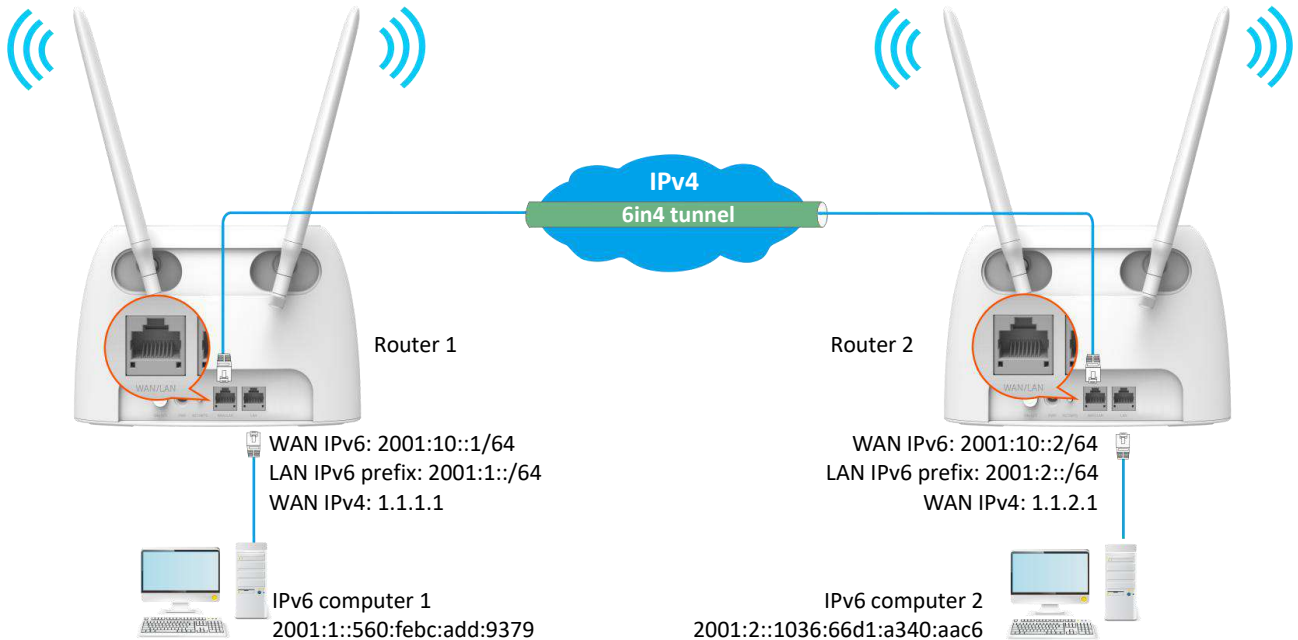 IPv4
6in4 tunnel
Router 1
Router 2
WAN/LAN
WAN/LAN
WAN IPv6: 2001:10::1/64
LAN IPv6 prefix: 2001:1::/64
WAN IPv4: 1.1.1.1
WAN IPv6: 2001:10::2/64
LAN IPv6 prefix: 2001:2::/64
WAN IPv4: 1.1.2.1
IPv6 computer 1
2001:1::560:febc:add:9379
IPv6 computer 2
2001:2::1036:66d1:a340:aac6